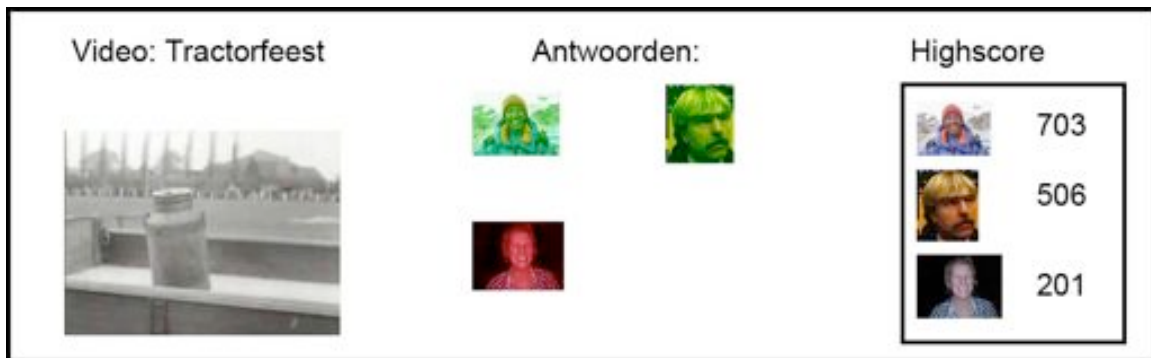 Video: Tractorfeest
Antwoorden:
Highscore
703
506
201